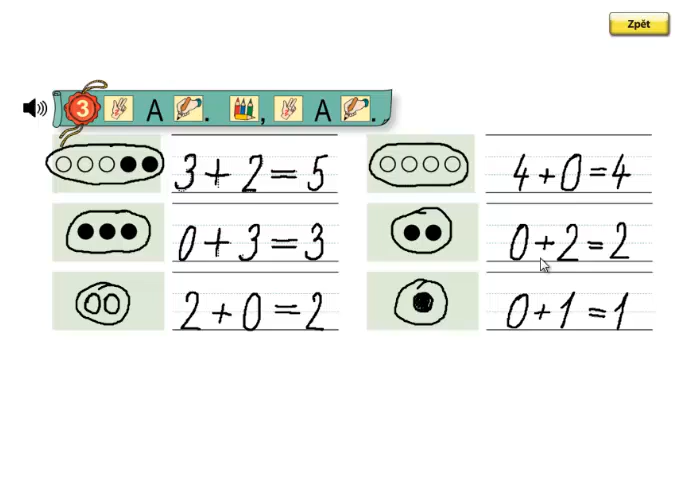 Zpět
3 A . , A .
3 + 2 = 5
4 + 0 = 4
0 + 3 = 3
0 + 2 = 2
2 + 0 = 2
0 + 1 = 1